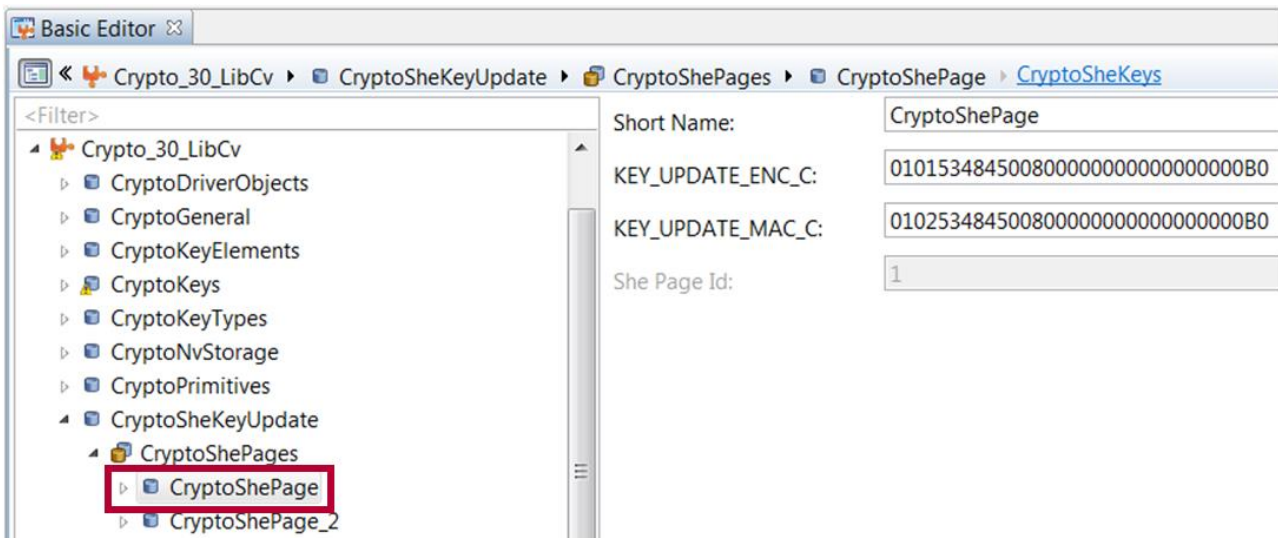 Basic Editor
« Crypto_30_LibCv CryptoSheKeyUpdate CryptoShePages CryptoShePage CryptoSheKeys
<Filter>
Crypto_30_LibCv
CryptoDriverObjects
CryptoGeneral
CryptoKeyElements
CryptoKeys
CryptoKeyTypes
CryptoNvStorage
CryptoPrimitives
CryptoSheKeyUpdate
CryptoShePages
CryptoShePage
CryptoShePage_2
Short Name: CryptoShePage
KEY_UPDATE_ENC_C: 010153484500800000000000000000B0
KEY_UPDATE_MAC_C: 010253484500800000000000000000B0
She Page Id: 1